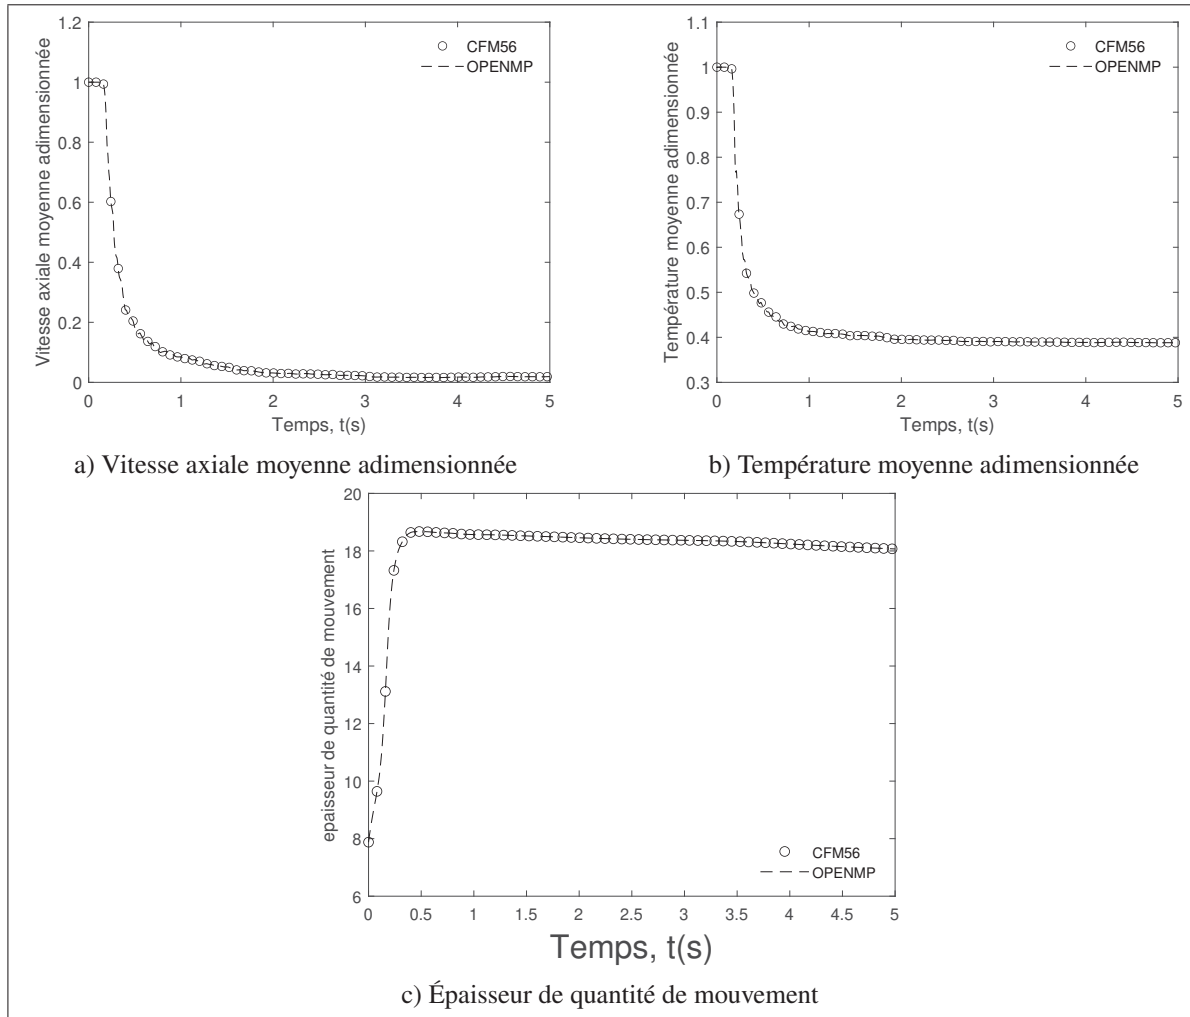 1.2
1
0.8
0.6
0.4
0.2
0
Vitesse axiale moyenne adimensionnée
CFM56
OPENMP
0 1 2 3 4 5
Temps, t(s)
a) Vitesse axiale moyenne adimensionnée
1.1
1
0.9
0.8
0.7
0.6
0.5
0.4
0.3
Température moyenne adimensionnée
CFM56
OPENMP
0 1 2 3 4 5
Temps, t(s)
b) Température moyenne adimensionnée
20
18
16
14
12
10
8
6
epaisseur de quantité de mouvement
CFM56
OPENMP
0 0.5 1 1.5 2 2.5 3 3.5 4 4.5 5
Temps, t(s)
c) Épaisseur de quantité de mouvement